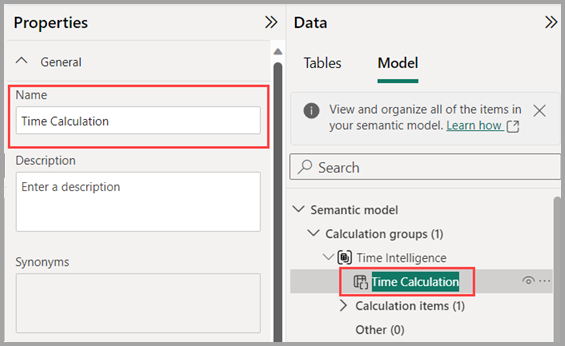 Properties
General
Name
Time Calculation
Description
Enter a description
Synonyms
Data
Tables
Model
View and organize all of the items in
your semantic model. Learn how
Search
Semantic model
Calculation groups (1)
Time Intelligence
Time Calculation
Calculation items (1)
Other (0)